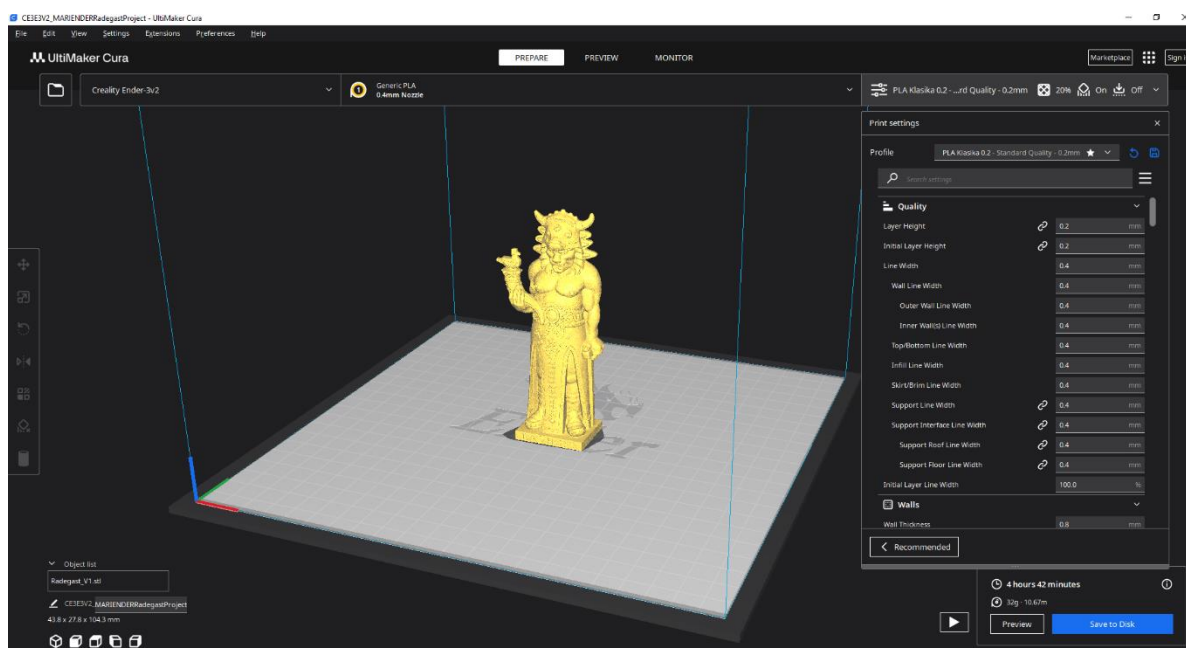 CE3E3V2_MARIENDERRadegastProject - UltiMaker Cura
File Edit View Settings Extensions Preferences Help
UltiMaker Cura
PREPARE PREVIEW MONITOR
Marketplace
Sign i
Creality Ender-3v2
1
Generic PLA
0.4mm Nozzle
PLA Klasika 0.2 - ...rd Quality - 0.2mm 20% On Off
Print settings
Profile PLA Klasika 0.2 - Standard Quality - 0.2mm
Search settings
Quality
Layer Height 0.2 mm
Initial Layer Height 0.2 mm
Line Width 0.4 mm
Wall Line Width 0.4 mm
Outer Wall Line Width 0.4 mm
Inner Wall(s) Line Width 0.4 mm
Top/Bottom Line Width 0.4 mm
Infill Line Width 0.4 mm
Skirt/Brim Line Width 0.4 mm
Support Line Width 0.4 mm
Support Interface Line Width 0.4 mm
Support Roof Line Width 0.4 mm
Support Floor Line Width 0.4 mm
Initial Layer Line Width 100.0 %
Walls
Wall Thickness 0.8 mm
Recommended
Object list
Radegast_V1.stl
CE3E3V2_MARIENDERRadegastProject
43.8 x 27.8 x 104.3 mm
4 hours 42 minutes
32g · 10.67m
Preview Save to Disk